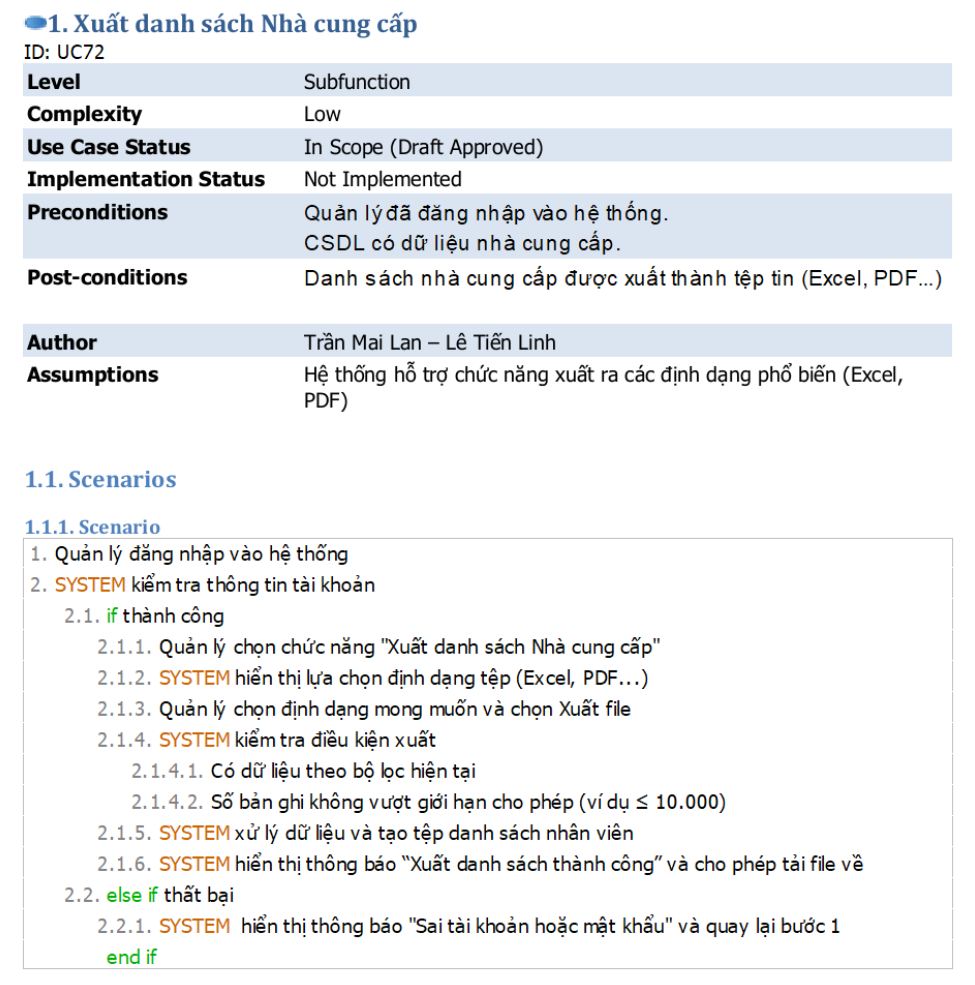 1. Xuất danh sách Nhà cung cấp
ID: UC72
Level Subfunction
Complexity Low
Use Case Status In Scope (Draft Approved)
Implementation Status Not Implemented
Preconditions Quản lý đã đăng nhập vào hệ thống.
CSDL có dữ liệu nhà cung cấp.
Post-conditions Danh sách nhà cung cấp được xuất thành tệp tin (Excel, PDF…)
Author Trần Mai Lan – Lê Tiến Linh
Assumptions Hệ thống hỗ trợ chức năng xuất ra các định dạng phổ biến (Excel,
PDF)
1.1. Scenarios
1.1.1. Scenario
1. Quản lý đăng nhập vào hệ thống
2. SYSTEM kiểm tra thông tin tài khoản
2.1. if thành công
2.1.1. Quản lý chọn chức năng "Xuất danh sách Nhà cung cấp"
2.1.2. SYSTEM hiển thị lựa chọn định dạng tệp (Excel, PDF...)
2.1.3. Quản lý chọn định dạng mong muốn và chọn Xuất file
2.1.4. SYSTEM kiểm tra điều kiện xuất
2.1.4.1. Có dữ liệu theo bộ lọc hiện tại
2.1.4.2. Số bản ghi không vượt giới hạn cho phép (ví dụ ≤ 10.000)
2.1.5. SYSTEM xử lý dữ liệu và tạo tệp danh sách nhân viên
2.1.6. SYSTEM hiển thị thông báo “Xuất danh sách thành công” và cho phép tải file về
2.2. else if thất bại
2.2.1. SYSTEM hiển thị thông báo "Sai tài khoản hoặc mật khẩu" và quay lại bước 1
end if